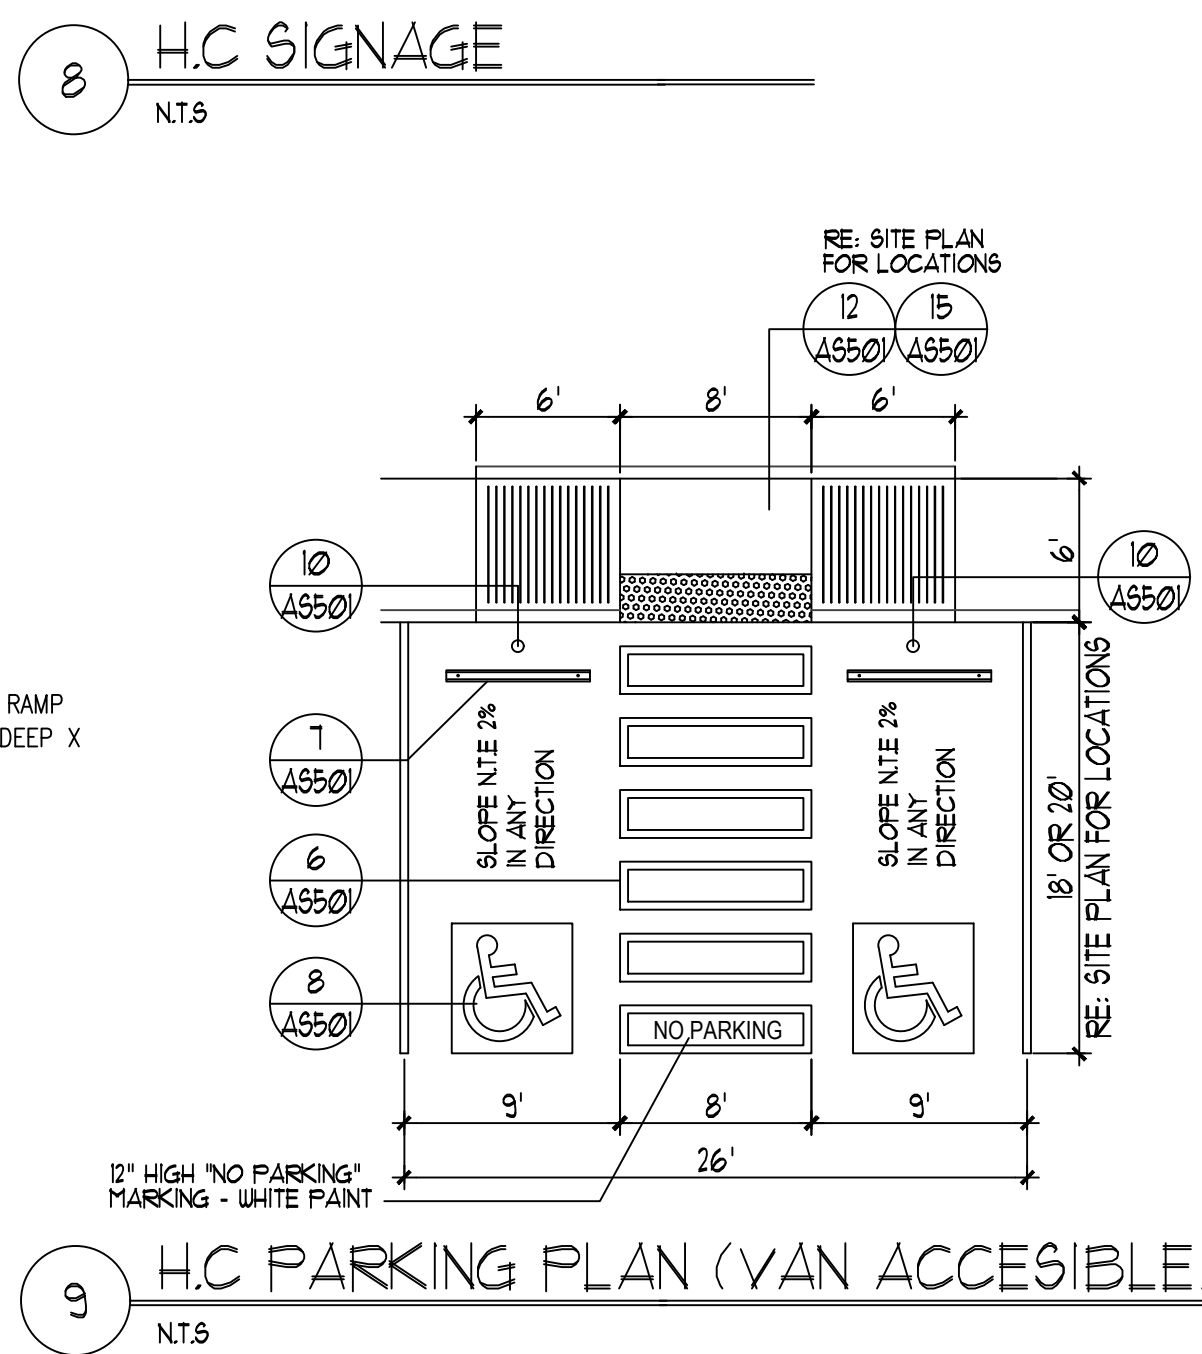 8
H.C SIGNAGE
N.T.S
RE: SITE PLAN
FOR LOCATIONS
12
AS501
15
AS501
6'
8'
6'
10
AS501
6'
10
AS501
RAMP
DEEP X
7
AS501
SLOPE N.T.E 2%
IN ANY
DIRECTION
SLOPE N.T.E 2%
IN ANY
DIRECTION
18' OR 20'
RE: SITE PLAN FOR LOCATIONS
6
AS501
8
AS501
NO PARKING
9'
8'
9'
26'
12" HIGH "NO PARKING"
MARKING - WHITE PAINT
9
H.C PARKING PLAN (VAN ACCESIBLE
N.T.S